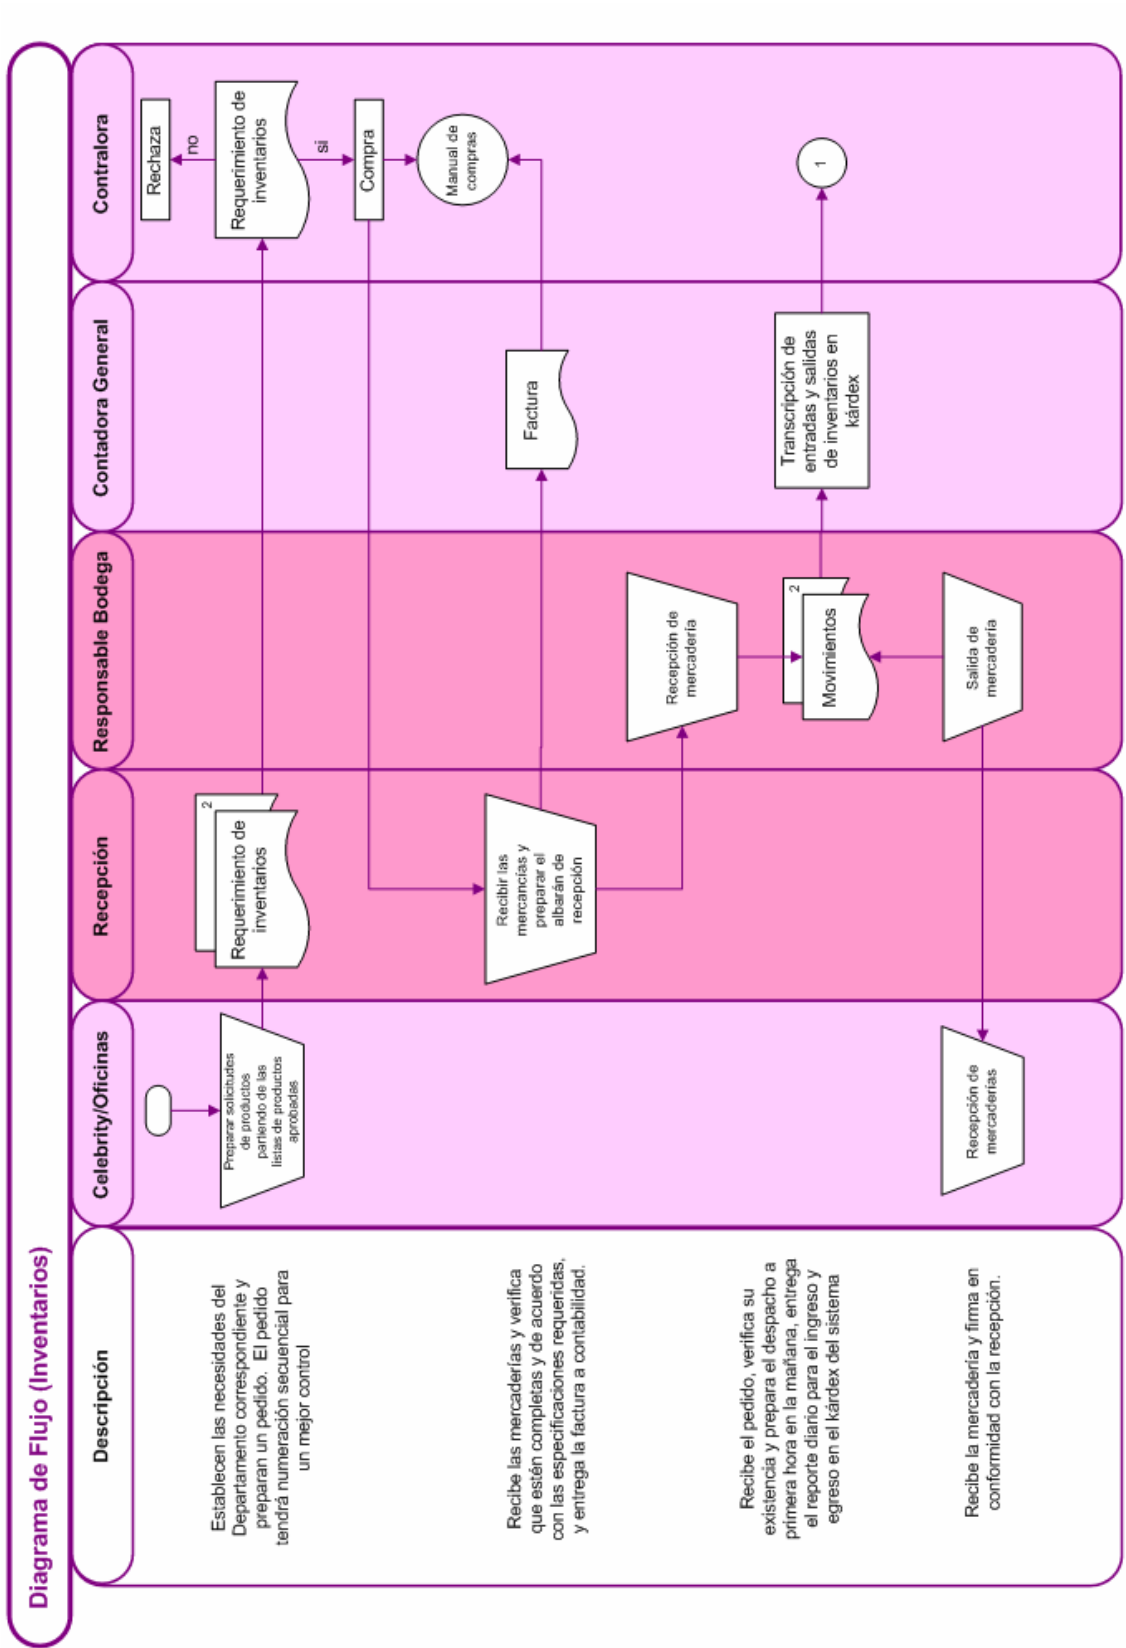 Diagrama de Flujo (Inventarios)
Descripción
Celebrity/Oficinas
Recepción
Responsable Bodega
Contadora General
Contralora
Establecen las necesidades del
Departamento correspondiente y
preparan un pedido. El pedido
tendrá numeración secuencial para
un mejor control
Preparar solicitudes
de productos
partiendo de las
listas de productos
aprobadas
2
Requerimiento de
inventarios
Requerimiento de
inventarios
no
Rechaza
si
Compra
Manual de
compras
Recibe las mercaderías y verifica
que estén completas y de acuerdo
con las especificaciones requeridas,
y entrega la factura a contabilidad.
Recibir las
mercancías y
preparar el
albarán de
recepción
Factura
Recepción de
mercadería
Recibe el pedido, verifica su
existencia y prepara el despacho a
primera hora en la mañana, entrega
el reporte diario para el ingreso y
egreso en el kárdex del sistema
2
Movimientos
Transcripción de
entradas y salidas
de inventarios en
kárdex
1
Recibe la mercadería y firma en
conformidad con la recepción.
Recepción de
mercaderías
Salida de
mercadería